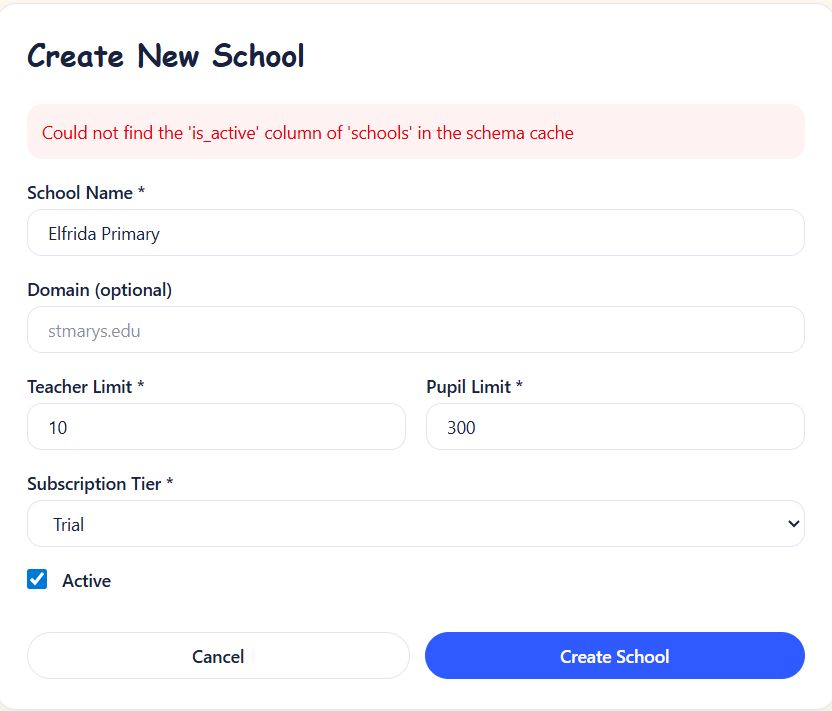 Create New School
Could not find the 'is_active' column of 'schools' in the schema cache
School Name *
Elfrida Primary
Domain (optional)
stmarys.edu
Teacher Limit *
Pupil Limit *
10
300
Subscription Tier *
Trial
Active
Cancel
Create School